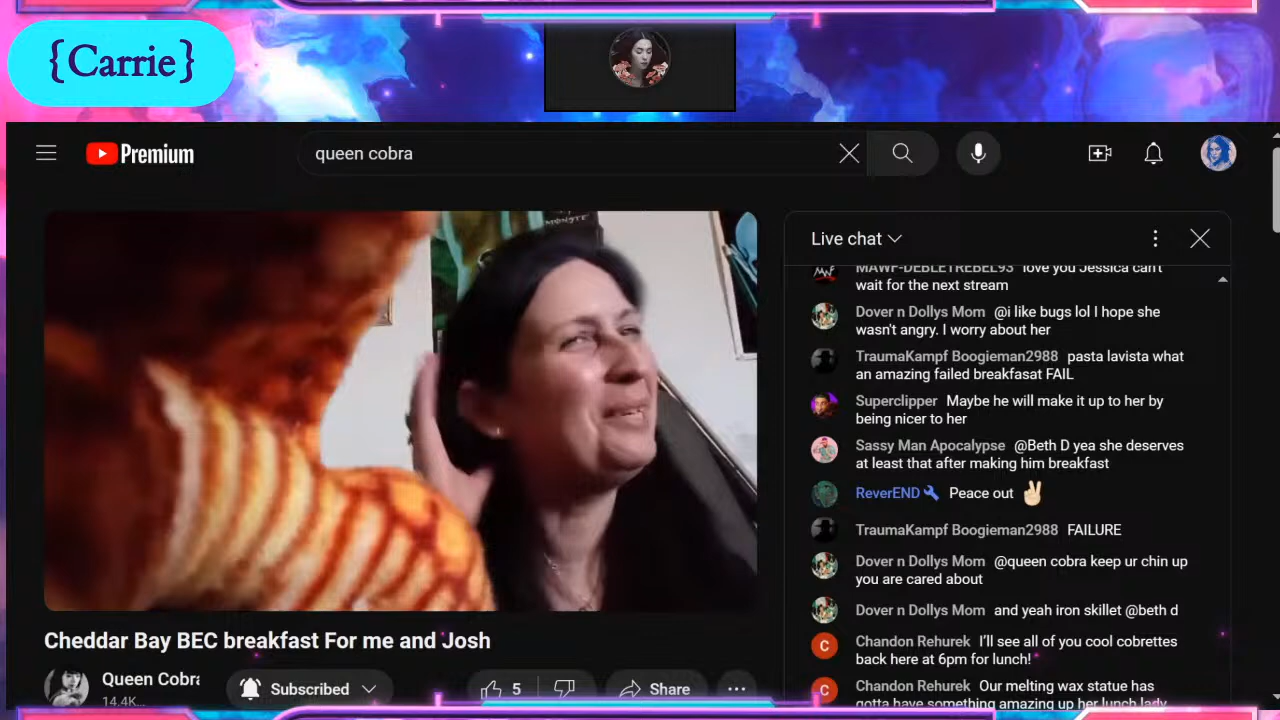 {Carrie}
Premium
queen cobra
Live chat
MAWF-DEBLETREBEL93 love you Jessica can't
wait for the next stream
Dover n Dollys Mom @i like bugs lol I hope she
wasn't angry. I worry about her
TraumaKampf Boogieman2988 pasta lavista what
an amazing failed breakfasat FAIL
Superclipper Maybe he will make it up to her by
being nicer to her
Sassy Man Apocalypse @Beth D yea she deserves
at least that after making him breakfast
ReverEND Peace out
TraumaKampf Boogieman2988 FAILURE
Dover n Dollys Mom @queen cobra keep ur chin up
you are cared about
Dover n Dollys Mom and yeah iron skillet @beth d
C Chandon Rehurek I'll see all of you cool cobrettes
back here at 6pm for lunch!
C Chandon Rehurek Our melting wax statue has
gotta have something amazing up her lunch lady
Cheddar Bay BEC breakfast For me and Josh
Queen Cobra
14.4K...
Subscribed
5
Share